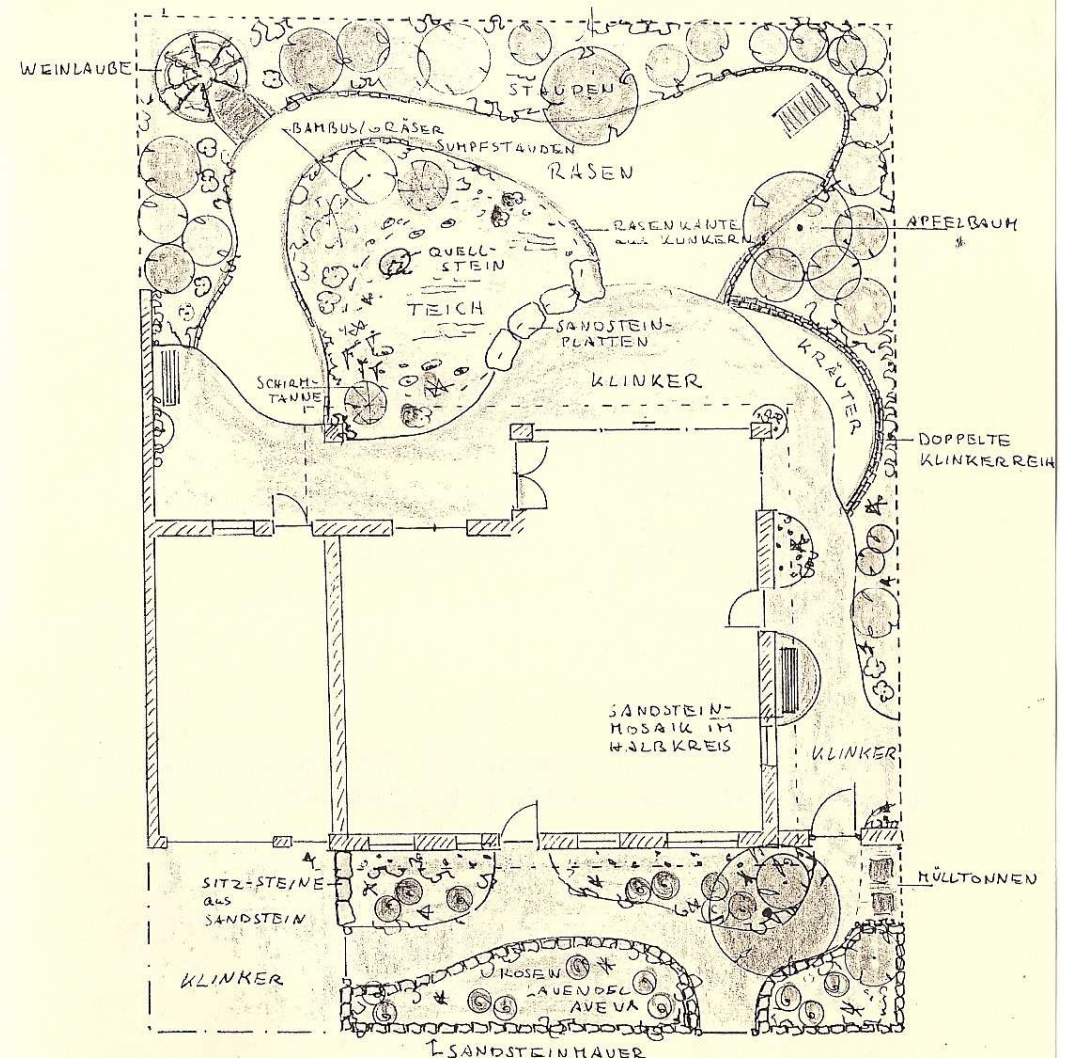 WEINLAUBE
STAUDEN
BAMBUS/GRÄSER
SUMPFSTAUDEN
RASEN
RASENKANTE
aus KLINKERN
APFELBAUM
QUELL-
STEIN
TEICH
SANDSTEIN-
PLATTEN
KRÄUTER
SCHIRM-
TANNE
KLINKER
DOPPELTE
KLINKERREIH
SANDSTEIN-
MOSAIK IM
HALBKREIS
KLINKER
SITZ-STEINE
aus
SANDSTEIN
MÜLLTONNEN
KLINKER
ROSEN
LAVENDEL
SANDSTEINMAUER